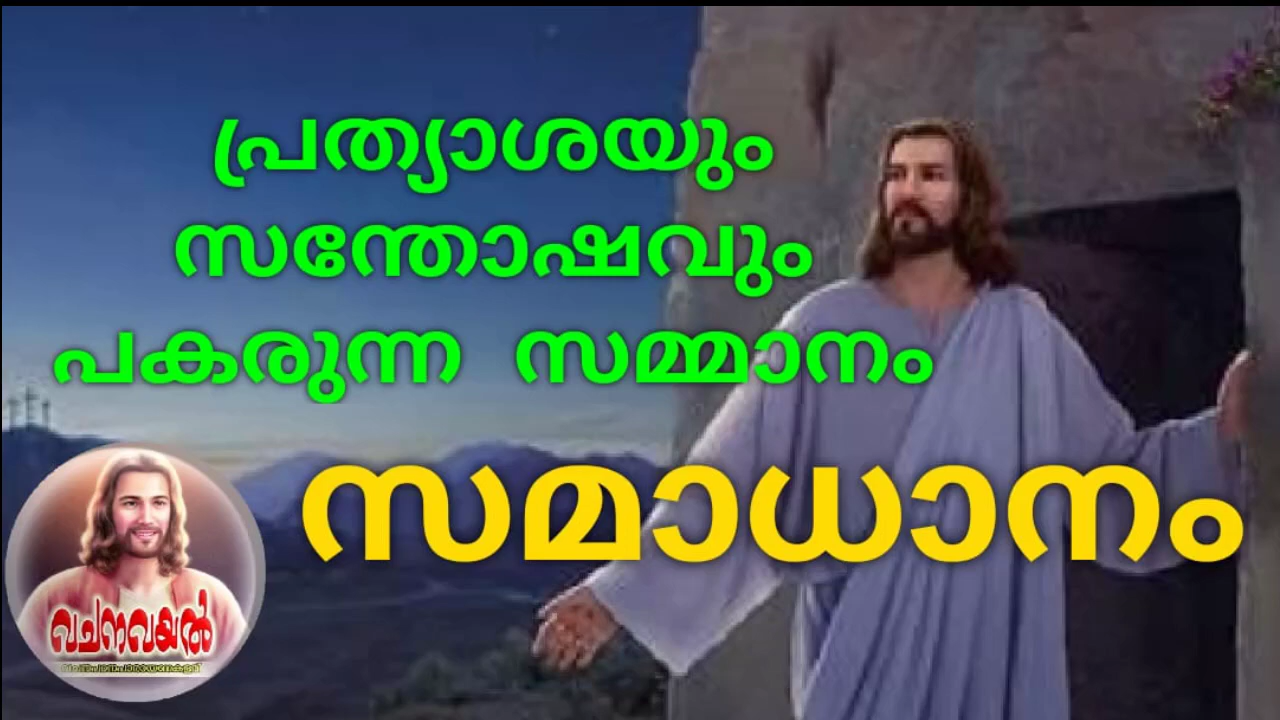 പ്രത്യാശയും
സന്തോഷവും
പകരുന്ന സമ്മാനം
സമാധാനം
വചനവയൽ